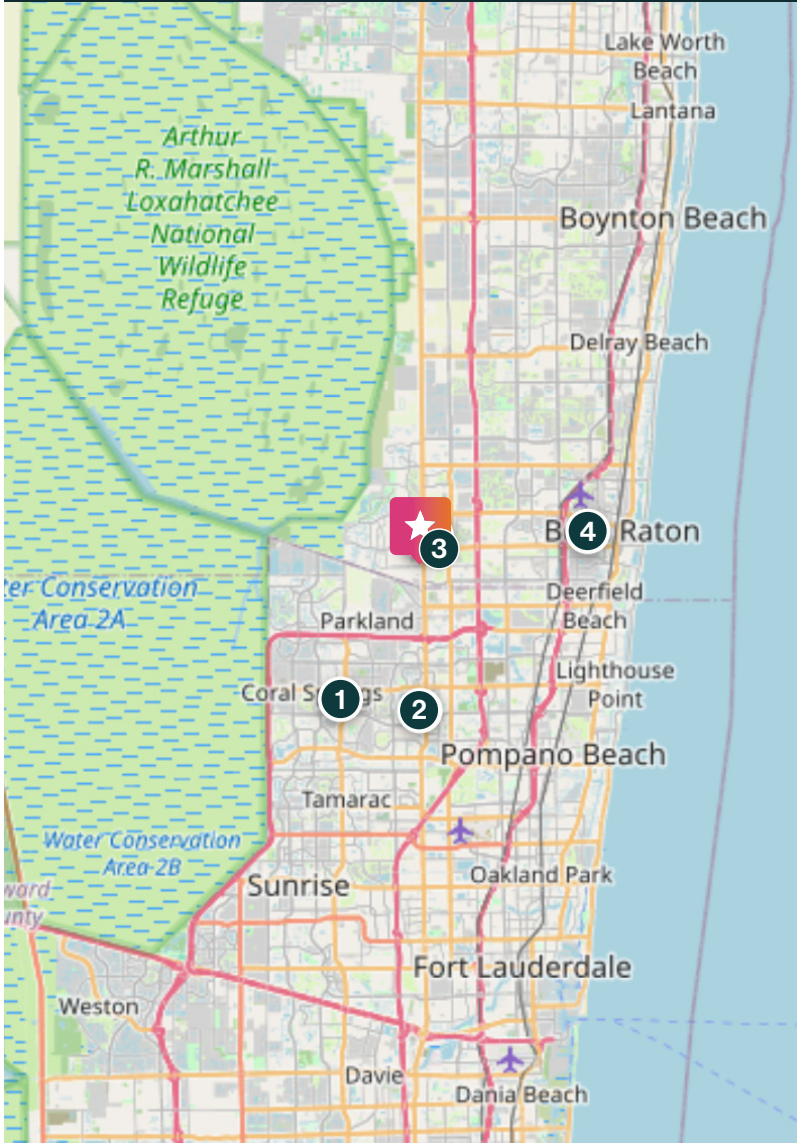 Lake Worth
Beach
Lantana
Arthur
R. Marshall
Loxahatchee
National
Wildlife
Refuge
Boynton Beach
Delray Beach
3
B
4
Raton
ter Conservation
Area 2A
Deerfield
Beach
Parkland
Lighthouse
Point
Coral S
1
gs
2
Pompano Beach
Tamarac
Water Conservation
Area 2B
Sunrise
Oakland Park
ward
unty
Fort Lauderdale
Weston
Davie
Dania Beach